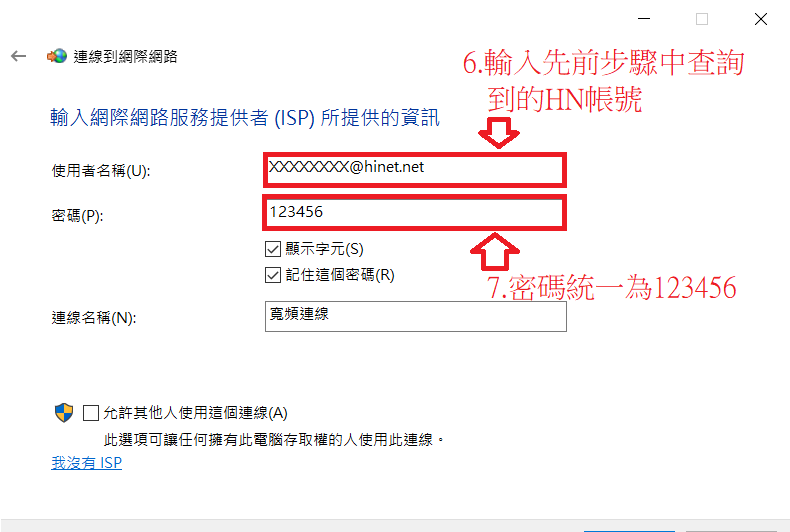 連線到網際網路
6.輸入先前步驟中查詢
到的HN帳號
輸入網際網路服務提供者 (ISP) 所提供的資訊
使用者名稱(U):
XXXXXXXX@hinet.net
密碼(P):
123456
顯示字元(S)
記住這個密碼(R)
7.密碼統一為123456
連線名稱(N):
寬頻連線
允許其他人使用這個連線(A)
此選項可讓任何擁有此電腦存取權的人使用此連線。
我沒有 ISP